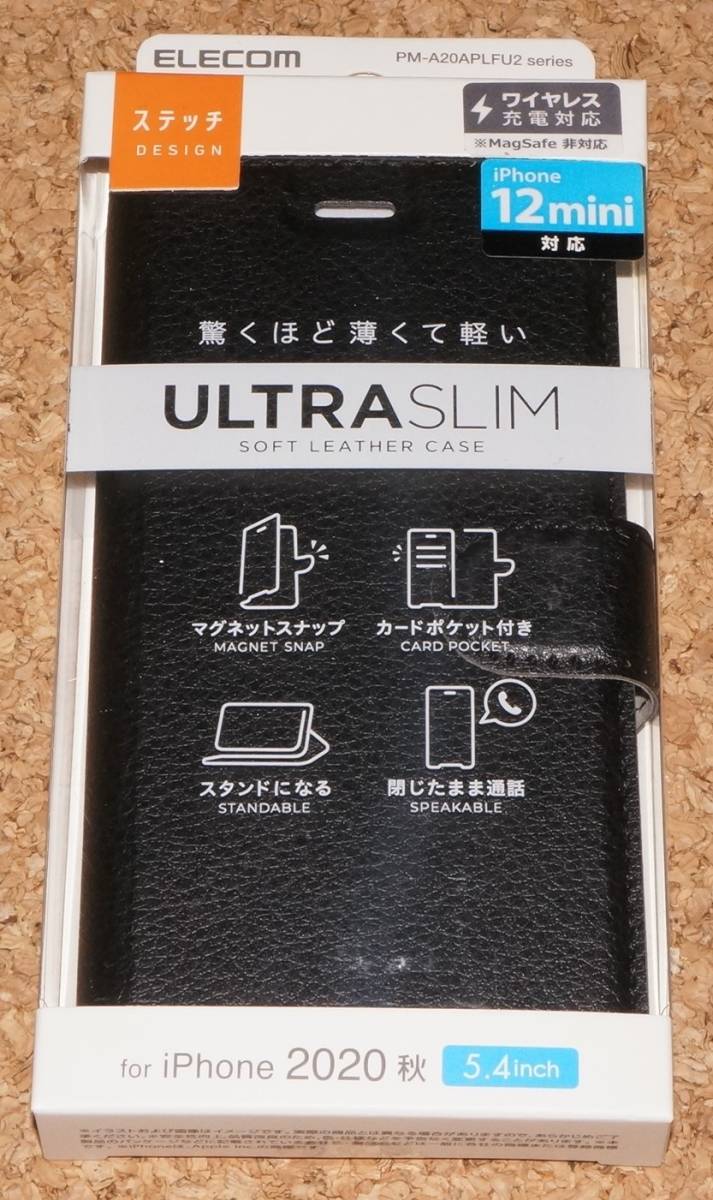 ELECOM
PM-A20APLFU2 series
ステッチ
DESIGN
ワイヤレス
充電対応
※MagSafe 非対応
iPhone
12 mini
対応
驚くほど薄くて軽い
ULTRASLIM
SOFT LEATHER CASE
マグネットスナップ
MAGNET SNAP
カードポケット付き
CARD POCKET
スタンドになる
STANDABLE
閉じたまま通話
SPEAKABLE
for iPhone 2020 秋
5.4inch